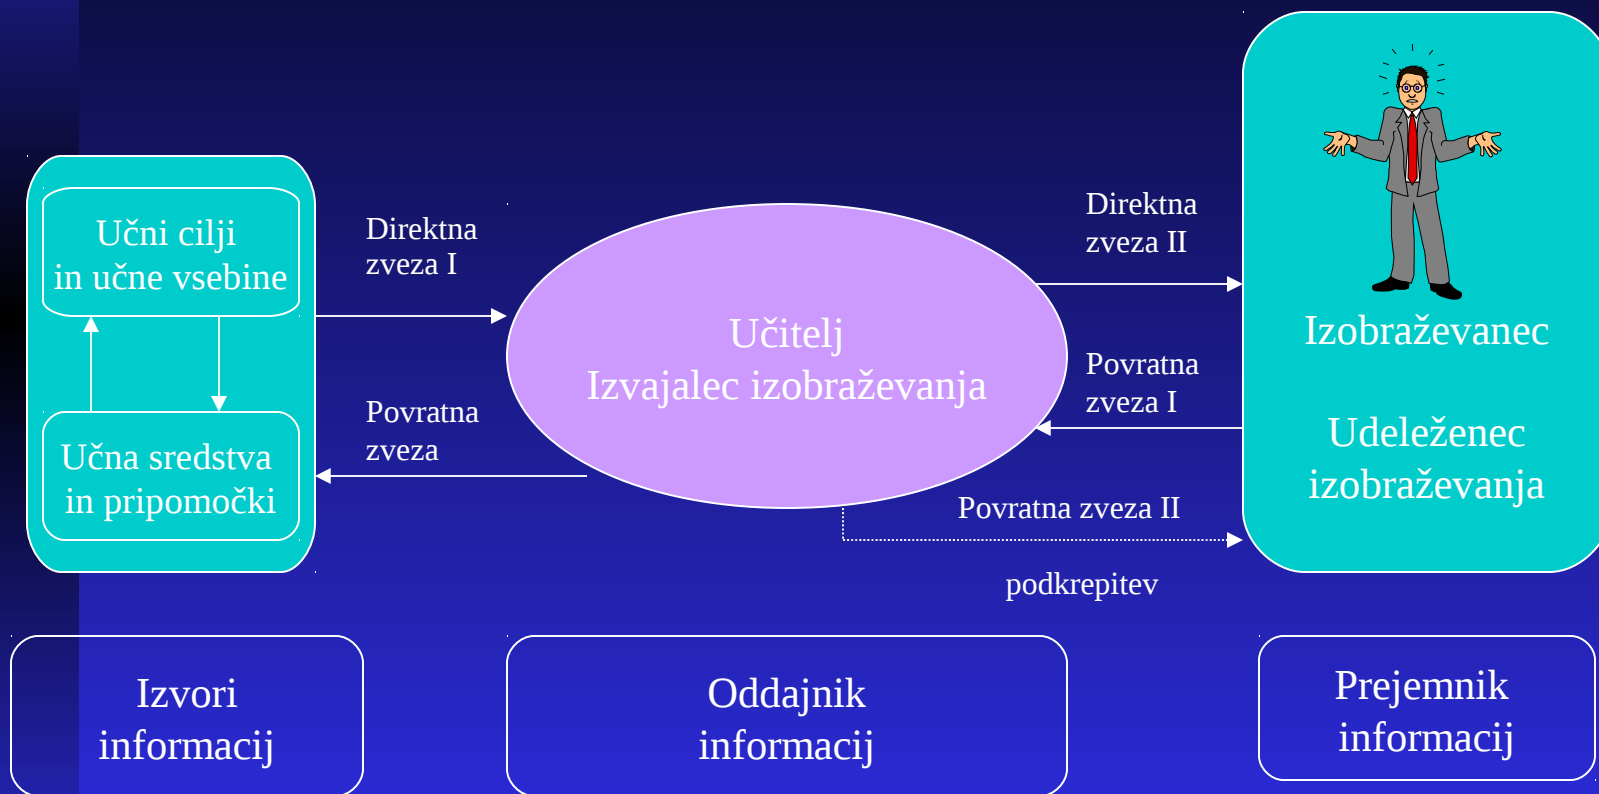 Učni cilji
in učne vsebine
Učna sredstva
in pripomočki
Direktna
zveza I
Povratna
zveza
Učitelj
Izvajalec izobraževanja
Direktna
zveza II
Povratna
zveza I
Povratna zveza II
podkrepitev
Izobraževanec
Udeleženec
izobraževanja
Izvori
informacij
Oddajnik
informacij
Prejemnik
informacij